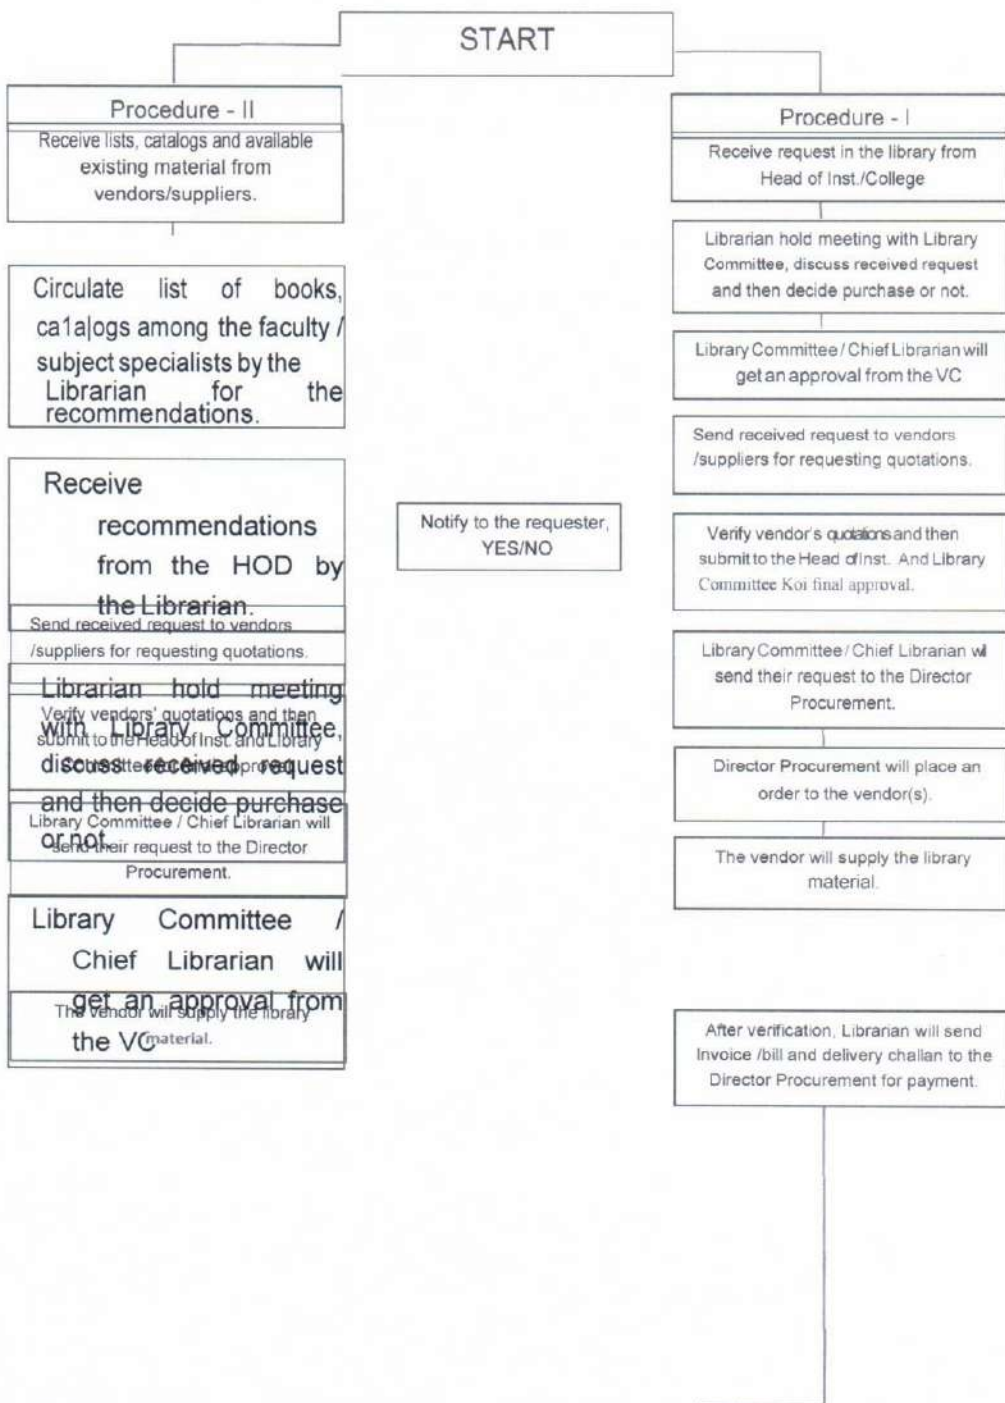 START
Procedure - II
Receive lists, catalogs and available
existing material from
vendors/suppliers.
Circulate list of books,
ca1a|ogs among the faculty /
subject specialists by the
Librarian for the
recommendations.
Receive
recommendations
from the HOD by
the Librarian.
Send received request to vendors
/suppliers for requesting quotations.
Librarian hold meeting
Verify vendors' quotations and then
with Library Committee,
submit to the Head of Inst. and Library
discuss received request
and then decide purchase
Library Committee / Chief Librarian will
or not.
send their request to the Director
Procurement.
Library Committee /
Chief Librarian will
get an approval from
The vendor will supply the library
the VC
material.
Notify to the requester,
YES/NO
Procedure - I
Receive request in the library from
Head of Inst./College
Librarian hold meeting with Library
Committee, discuss received request
and then decide purchase or not.
Library Committee / Chief Librarian will
get an approval from the VC
Send received request to vendors
/suppliers for requesting quotations.
Verify vendor's quotations and then
submit to the Head of Inst. And Library
Committee Koi final approval.
Library Committee / Chief Librarian wil
send their request to the Director
Procurement.
Director Procurement will place an
order to the vendor(s).
The vendor will supply the library
material.
After verification, Librarian will send
Invoice /bill and delivery challan to the
Director Procurement for payment.